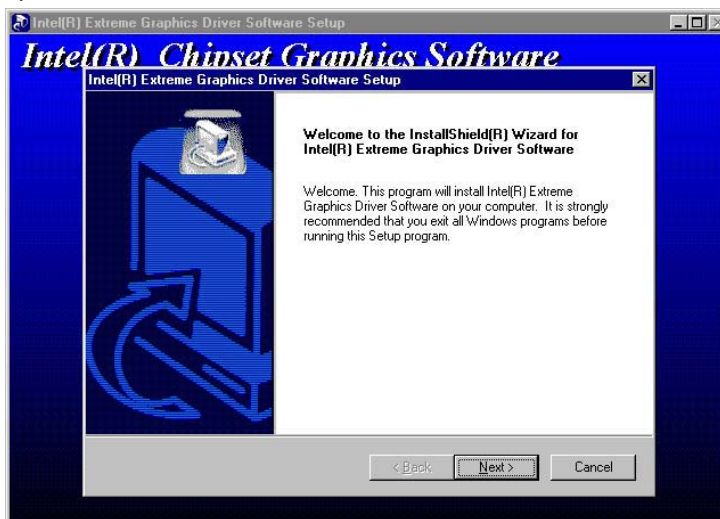 Intel(R) Extreme Graphics Driver Software Setup
Intel(R) Chipset Graphics Software
Intel(R) Extreme Graphics Driver Software Setup
Welcome to the InstallShield(R) Wizard for
Intel(R) Extreme Graphics Driver Software
Welcome. This program will install Intel(R) Extreme
Graphics Driver Software on your computer. It is strongly
recommended that you exit all Windows programs before
running this Setup program.
< Back
Next >
Cancel